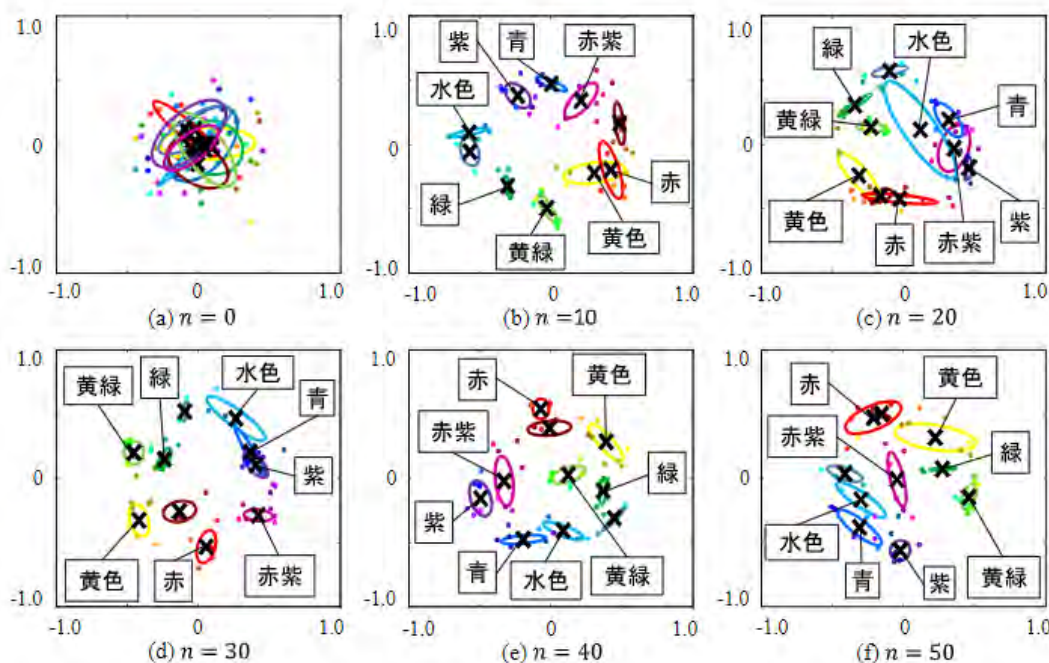 1.0
0
-1.0
-1.0 0 1.0
(a) n = 0
紫 青 赤紫
水色
緑
黄緑
黄色
赤
-1.0 0 1.0
(b) n =10
緑 水色
黄緑
青
黄色
赤
赤紫
紫
1.0
0
-1.0
-1.0 0 1.0
(c) n = 20
1.0
0
-1.0
黄緑 緑 水色
青
紫
黄色 赤 赤紫
-1.0 0 1.0
(d) n = 30
1.0
0
-1.0
赤 黄色
赤紫
緑
紫
青 水色 黄緑
-1.0 0 1.0
(e) n = 40
1.0
0
-1.0
赤 黄色
赤紫
緑
水色
青 紫 黄緑
-1.0 0 1.0
(f) n = 50
1.0
0
-1.0